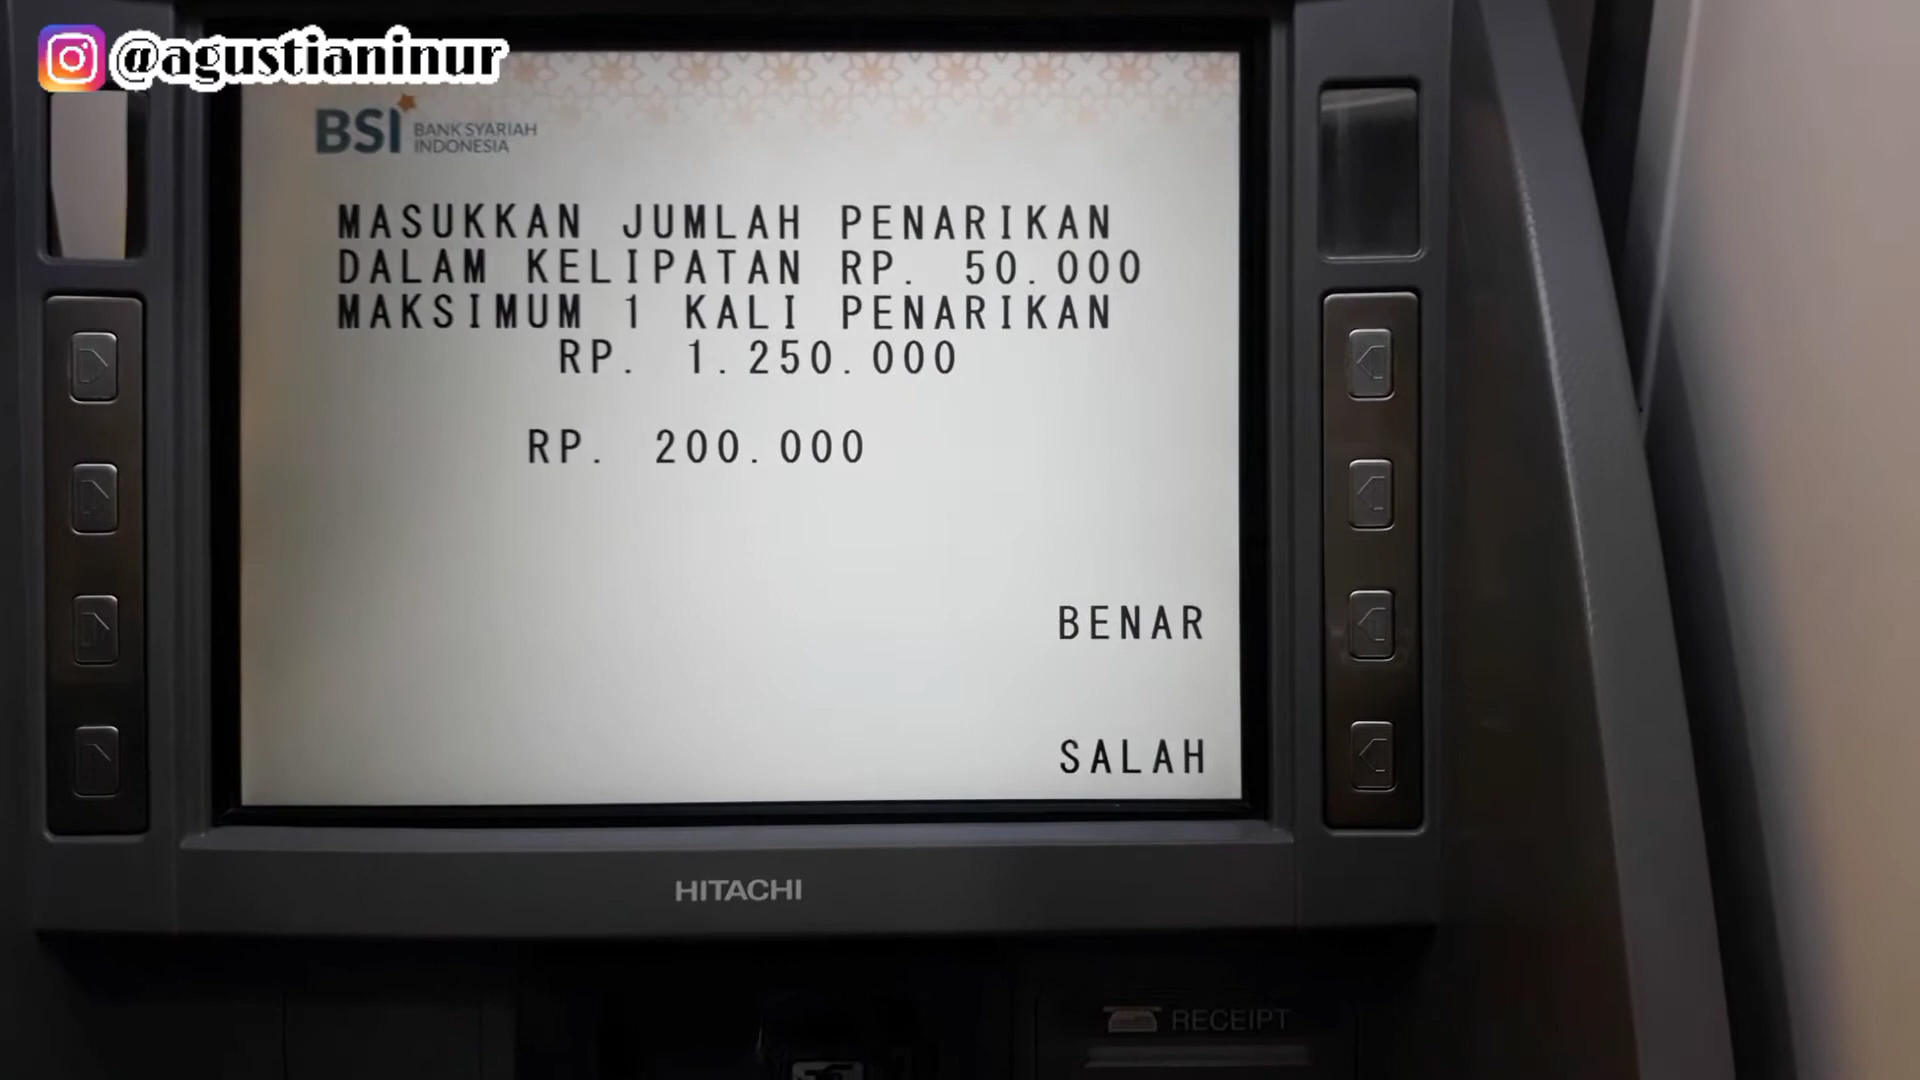 @agustianinur
BSI BANK SYARIAH
INDONESIA
MASUKKAN JUMLAH PENARIKAN
DALAM KELIPATAN RP. 50.000
MAKSIMUM 1 KALI PENARIKAN
RP. 1.250.000
RP. 200.000
BENAR
SALAH
HITACHI
RECEIPT